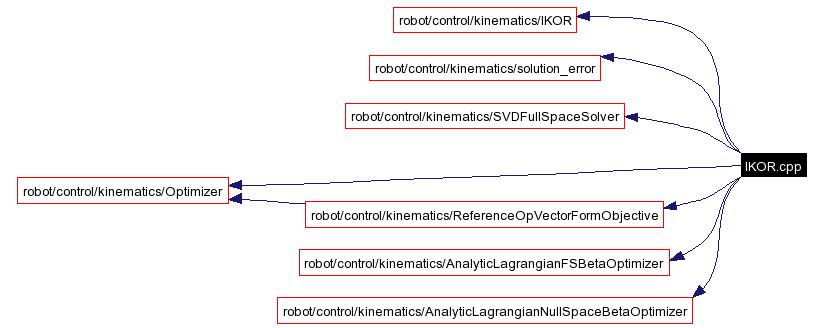 robot/control/kinematics/IKOR
robot/control/kinematics/solution_error
robot/control/kinematics/SVDFullSpaceSolver
IKOR.cpp
robot/control/kinematics/Optimizer
robot/control/kinematics/ReferenceOpVectorFormObjective
robot/control/kinematics/AnalyticLagrangianFSBetaOptimizer
robot/control/kinematics/AnalyticLagrangianNullSpaceBetaOptimizer